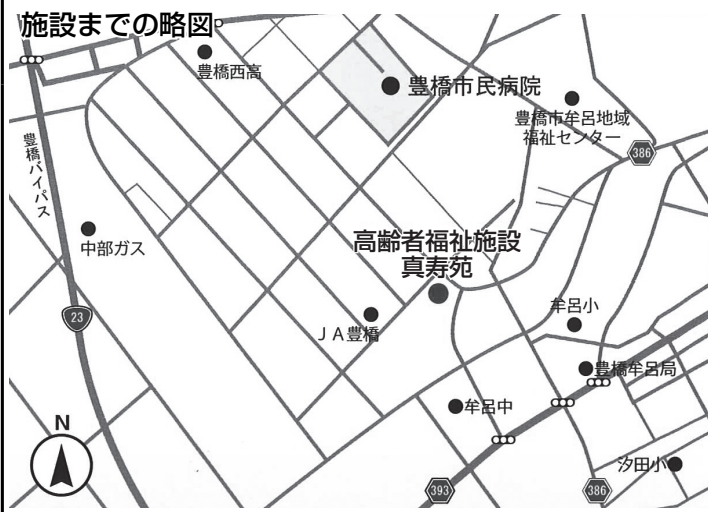 施設までの略図
豊橋西高
豊橋市民病院
豊橋市牟呂地域
福祉センター
386
豊橋バイパス
中部ガス
高齢者福祉施設
真寿苑
23
JA豊橋
牟呂小
豊橋牟呂局
牟呂中
N
汐田小
393
386